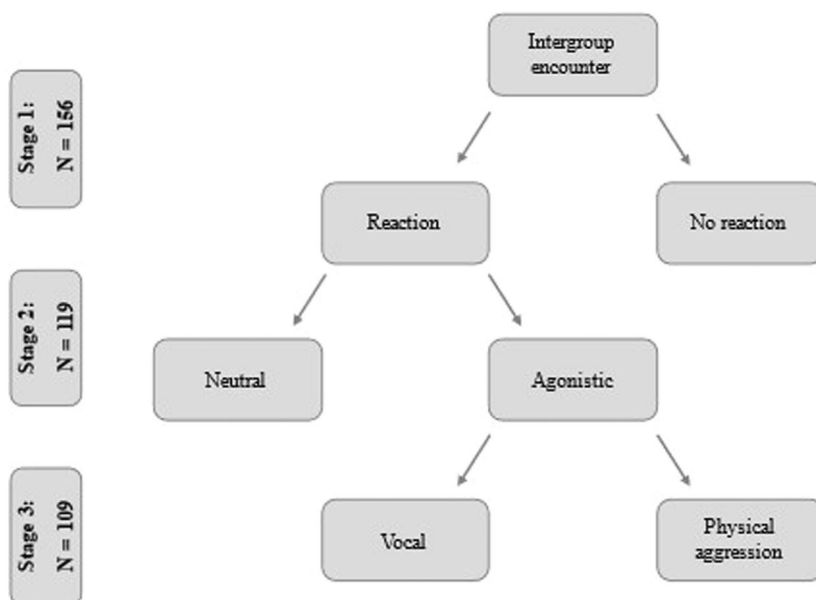 Intergroup
encounter
Stage 1:
N = 156
Reaction
No reaction
Stage 2:
N = 119
Neutral
Agonistic
Stage 3:
N = 109
Vocal
Physical
aggression